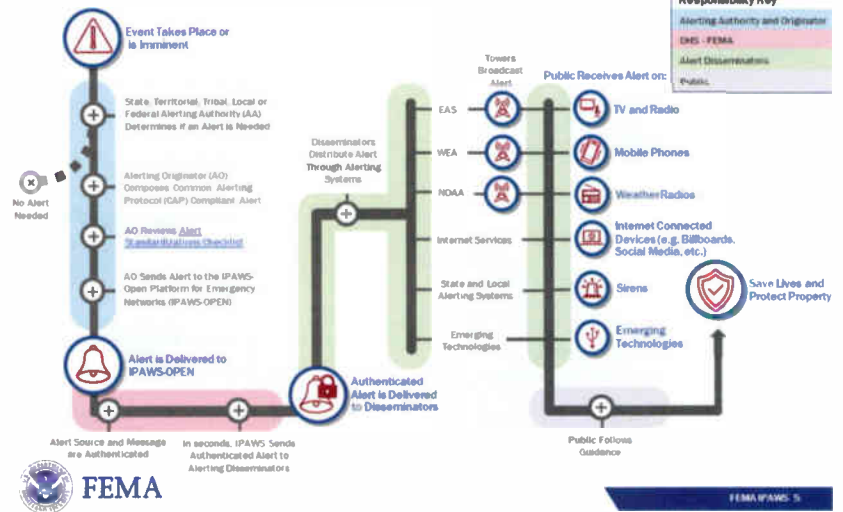 Responsibility Key
Alerting Authority and Originator
DHS - FEMA
Alert Disseminators
Public
Event Takes Place or
is Imminent
State, Territorial, Tribal, Local or
Federal Alerting Authority (AA)
Determines if an Alert is Needed
No Alert
Needed
Alerting Originator (AO)
Composes Common Alerting
Protocol (CAP) Compliant Alert
AO Reviews Alert
Standardizations Checklist
AO Sends Alert to the IPAWS-
Open Platform for Emergency
Networks (IPAWS-OPEN)
Alert is Delivered to
IPAWS-OPEN
Alert Source and Message
are Authenticated
In seconds, IPAWS Sends
Authenticated Alert to
Alerting Disseminators
Authenticated
Alert is Delivered
to Disseminators
Disseminators
Distribute Alert
Through Alerting
Systems
EAS
WEA
NOAA
Internet Services
State and Local
Alerting Systems
Emerging
Technologies
Towers
Broadcast
Alert
Public Receives Alert on:
TV and Radio
Mobile Phones
Weather Radios
Internet Connected
Devices (e.g. Billboards,
Social Media, etc.)
Sirens
Emerging
Technologies
Public Follows
Guidance
Save Lives and
Protect Property
FEMA
FEMA IPAWS 5